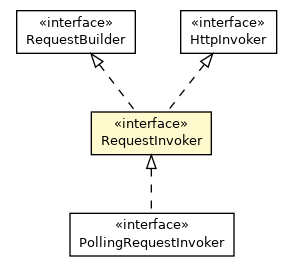 «interface»
RequestBuilder
«interface»
HttpInvoker
«interface»
RequestInvoker
«interface»
PollingRequestInvoker